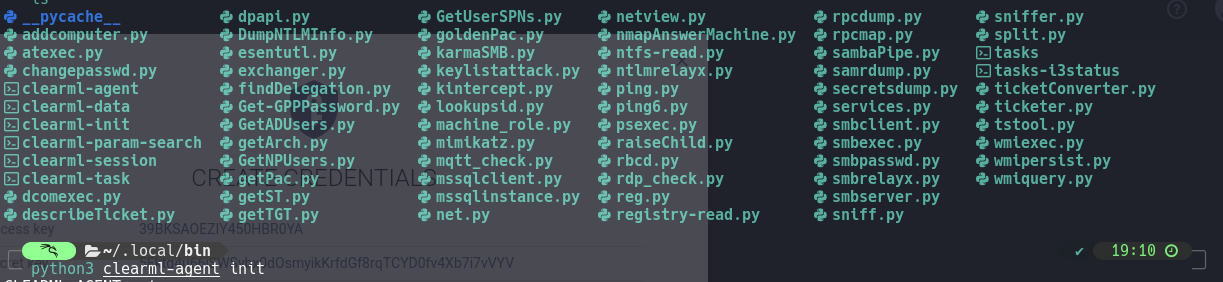 ls
__pycache__ dpapi.py GetUserSPNs.py netview.py rpcdump.py sniffer.py
addcomputer.py DumpNTLMInfo.py goldenPac.py nmapAnswerMachine.py rpcmap.py split.py
atexec.py esentutl.py karmaSMB.py ntfs-read.py sambaPipe.py tasks
changepasswd.py exchanger.py keylistattack.py ntlmrelayx.py samrdump.py tasks-i3status
clearml-agent findDelegation.py kintercept.py ping.py secretsdump.py ticketConverter.py
clearml-data Get-GPPPassword.py lookupsid.py ping6.py services.py ticketer.py
clearml-init GetADUsers.py machine_role.py psexec.py smbclient.py tstool.py
clearml-param-search getArch.py mimikatz.py raiseChild.py smbexec.py wmiexec.py
clearml-session GetNPUsers.py mqtt_check.py rbcd.py smbpasswd.py wmipersist.py
clearml-task getPac.py mssqlclient.py rdp_check.py smbrelayx.py wmiquery.py
dcomexec.py getST.py mssqlinstance.py reg.py smbserver.py
describeTicket.py getTGT.py net.py registry-read.py sniff.py
CREATE CREDENTIALS
cess key 39BKSAOEZIY450HBR0YA
~/.local/bin 19:10
python3 clearml-agent init